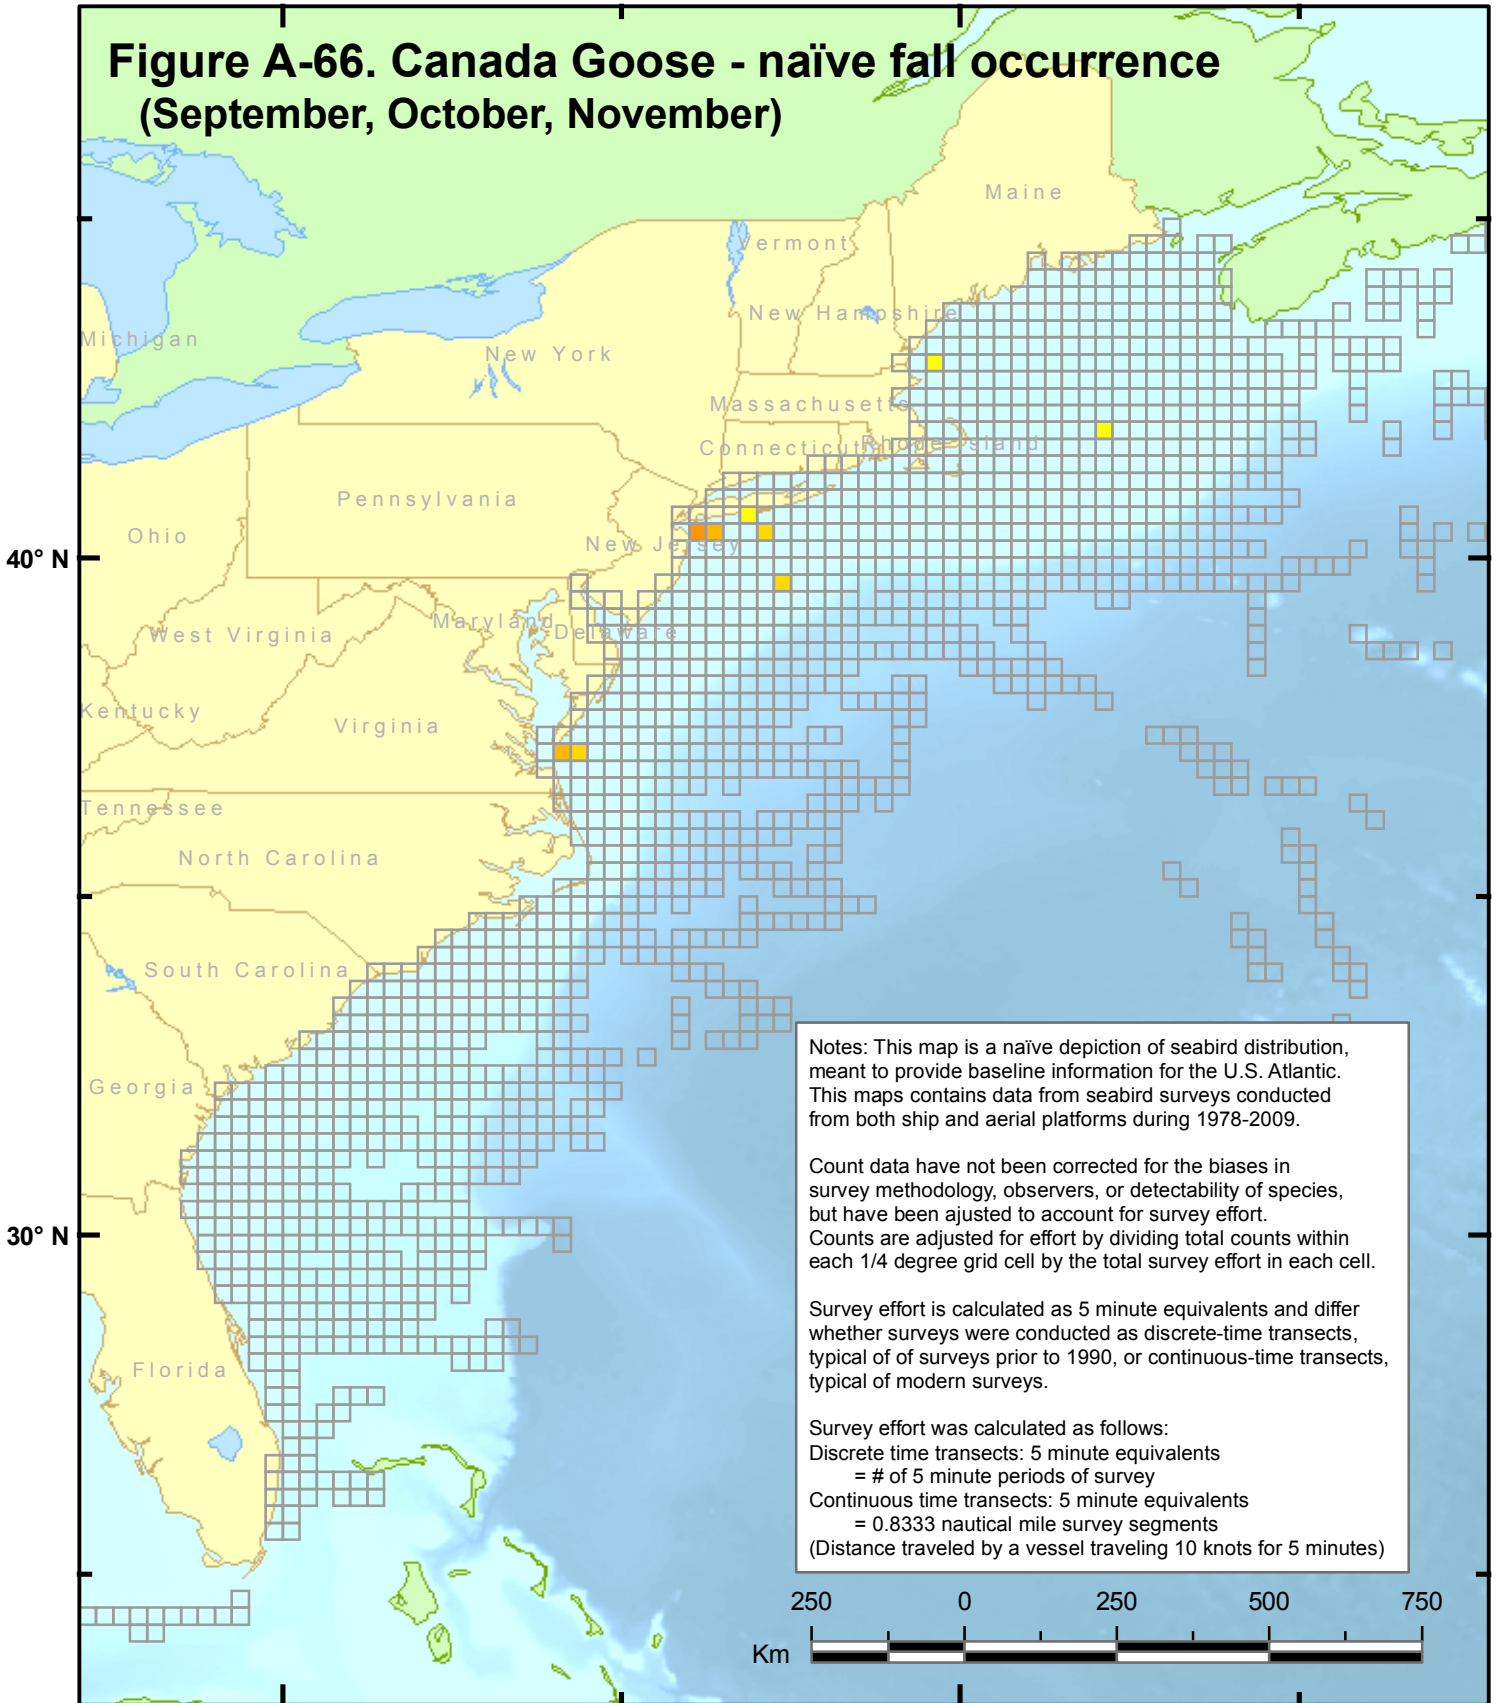 Figure A-66. Canada Goose - naïve fall occurrence
(September, October, November)
Maine
Vermont
New Hampshire
Michigan
New York
Massachusetts
Connecticut
Rhode Island
Pennsylvania
Ohio
New Jersey
40° N
Maryland
Delaware
West Virginia
Kentucky
Virginia
Tennessee
North Carolina
South Carolina
Georgia
30° N
Florida
Notes: This map is a naïve depiction of seabird distribution,
meant to provide baseline information for the U.S. Atlantic.
This maps contains data from seabird surveys conducted
from both ship and aerial platforms during 1978-2009.
Count data have not been corrected for the biases in
survey methodology, observers, or detectability of species,
but have been ajusted to account for survey effort.
Counts are adjusted for effort by dividing total counts within
each 1/4 degree grid cell by the total survey effort in each cell.
Survey effort is calculated as 5 minute equivalents and differ
whether surveys were conducted as discrete-time transects,
typical of of surveys prior to 1990, or continuous-time transects,
typical of modern surveys.
Survey effort was calculated as follows:
Discrete time transects: 5 minute equivalents
= # of 5 minute periods of survey
Continuous time transects: 5 minute equivalents
= 0.8333 nautical mile survey segments
(Distance traveled by a vessel traveling 10 knots for 5 minutes)
250 0 250 500 750
Km